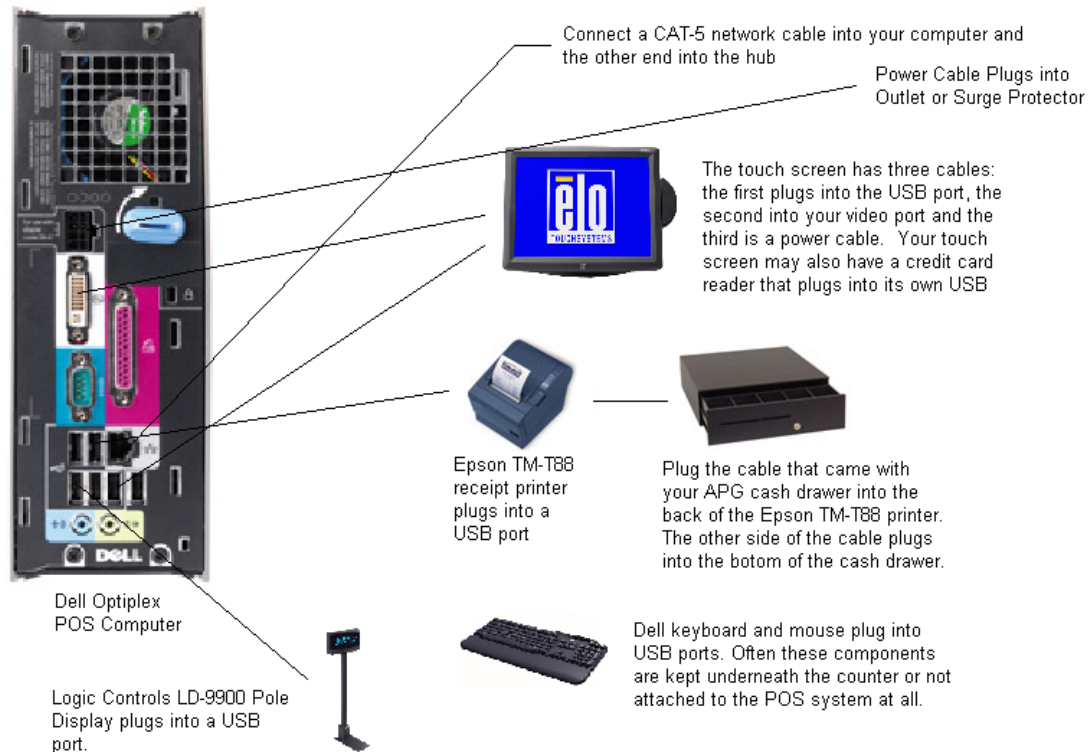 Connect a CAT-5 network cable into your computer and
the other end into the hub
Power Cable Plugs into
Outlet or Surge Protector
elo
TOUCHSYSTEMS
The touch screen has three cables:
the first plugs into the USB port, the
second into your video port and the
third is a power cable. Your touch
screen may also have a credit card
reader that plugs into its own USB
Epson TM-T88
receipt printer
plugs into a
USB port
Plug the cable that came with
your APG cash drawer into the
back of the Epson TM-T88 printer.
The other side of the cable plugs
into the botom of the cash drawer.
DELL
Dell Optiplex
POS Computer
Dell keyboard and mouse plug into
USB ports. Often these components
are kept underneath the counter or not
attached to the POS system at all.
Logic Controls LD-9900 Pole
Display plugs into a USB
port.